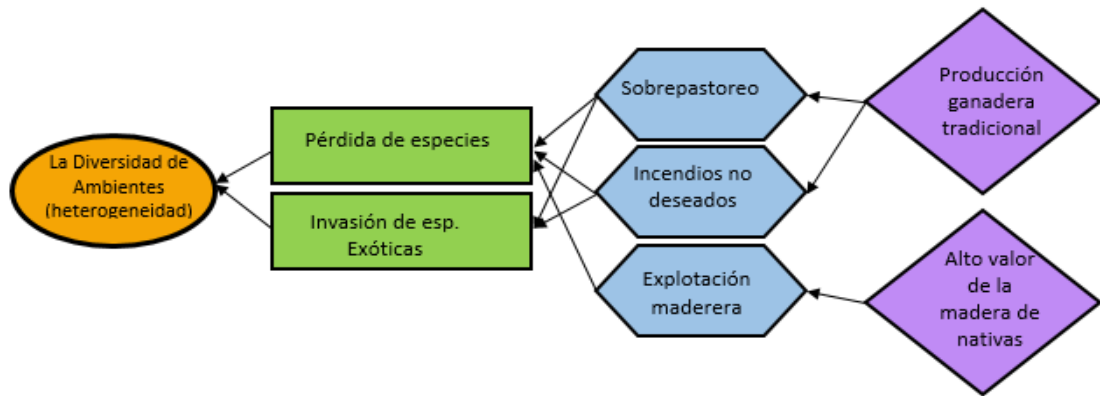 La Diversidad de
Ambientes
(heterogeneidad)
Pérdida de especies
Invasión de esp.
Exóticas
Sobrepastoreo
Incendios no
deseados
Explotación
maderera
Producción
ganadera
tradicional
Alto valor
de la
madera de
nativas